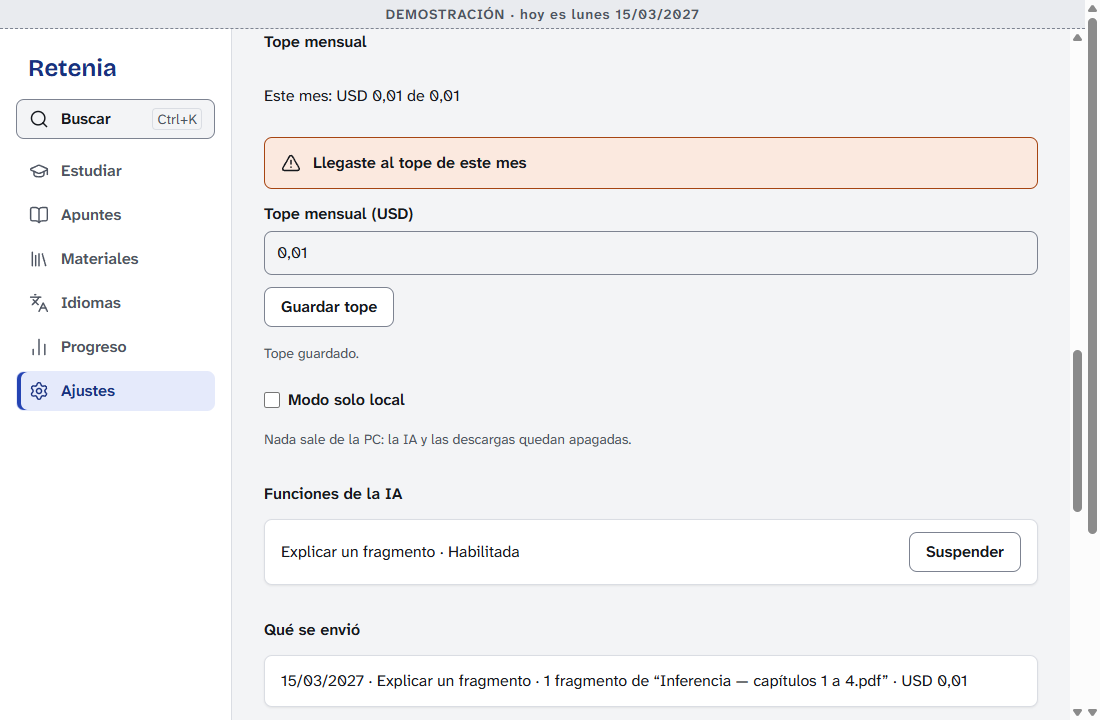 DEMOSTRACIÓN · hoy es lunes 15/03/2027
Retenia
Buscar Ctrl+K
Estudiar
Apuntes
Materiales
Idiomas
Progreso
Ajustes
Tope mensual
Este mes: USD 0,01 de 0,01
Llegaste al tope de este mes
Tope mensual (USD)
0,01
Guardar tope
Tope guardado.
Modo solo local
Nada sale de la PC: la IA y las descargas quedan apagadas.
Funciones de la IA
Explicar un fragmento · Habilitada
Suspender
Qué se envió
15/03/2027 · Explicar un fragmento · 1 fragmento de “Inferencia — capítulos 1 a 4.pdf” · USD 0,01